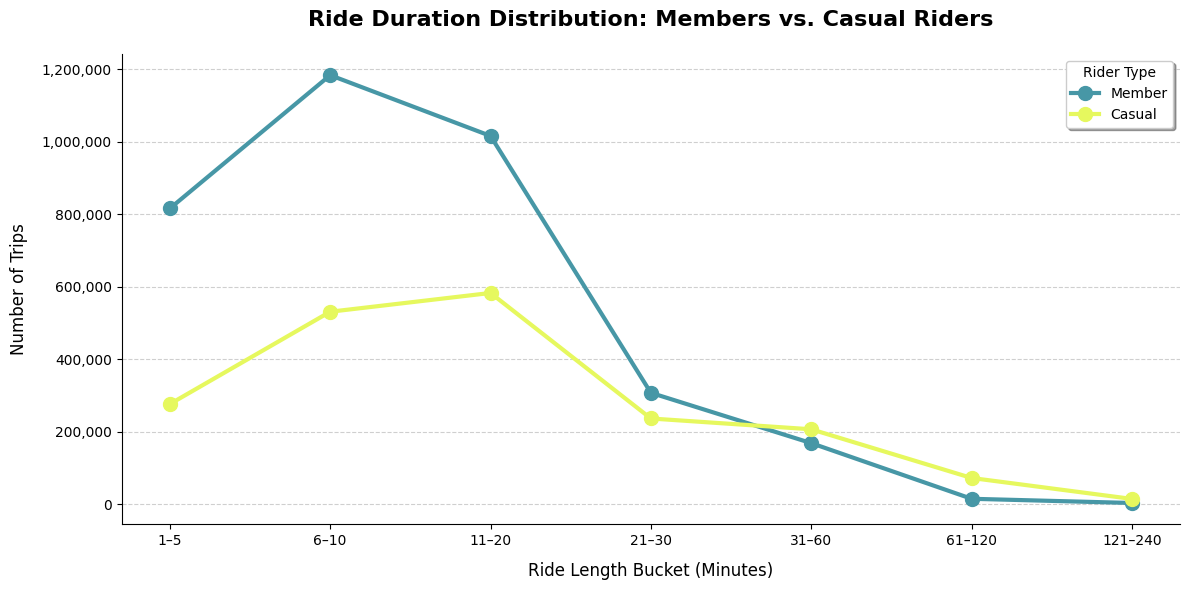 Ride Duration Distribution: Members vs. Casual Riders
Number of Trips
1,200,000
1,000,000
800,000
600,000
400,000
200,000
0
Rider Type
Member
Casual
1–5
6–10
11–20
21–30
31–60
61–120
121–240
Ride Length Bucket (Minutes)